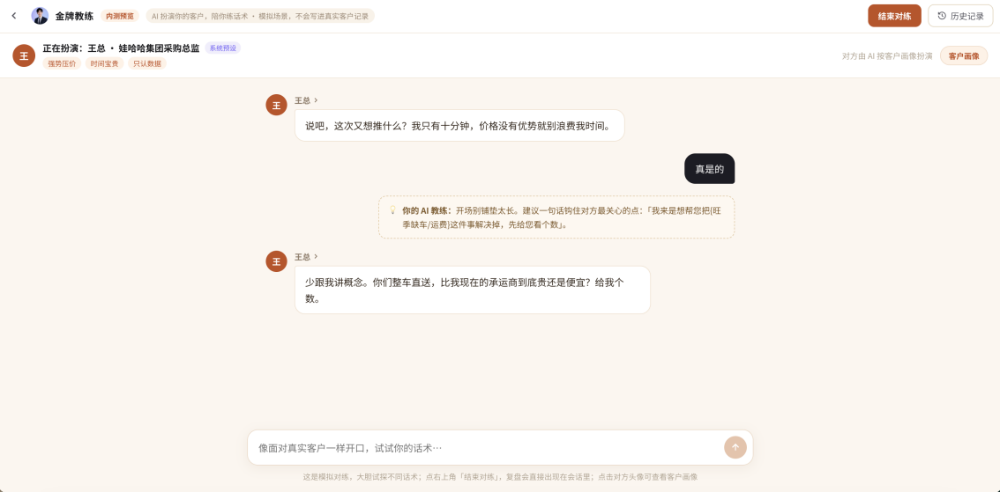 金牌教练 内测预览 AI 扮演你的客户，陪你练话术 · 模拟场景，不会写进真实客户记录 结束对练 历史记录
王 正在扮演：王总 · 娃哈哈集团采购总监 系统预设
强势压价 时间宝贵 只认数据
对方由 AI 按客户画像扮演 客户画像
王 王总
说吧，这次又想推什么？我只有十分钟，价格没有优势就别浪费我时间。
真是的
你的 AI 教练：开场别铺垫太长。建议一句话钩住对方最关心的点：「我来是想帮您把{旺
季缺车/运费}这件事解决掉，先给您看个数」。
王 王总
少跟我讲概念。你们整车直送，比我现在的承运商到底贵还是便宜？给我个
数。
像面对真实客户一样开口，试试你的话术…
这是模拟对练，大胆试探不同话术；点右上角「结束对练」，复盘会直接出现在会话里；点击对方头像可查看客户画像